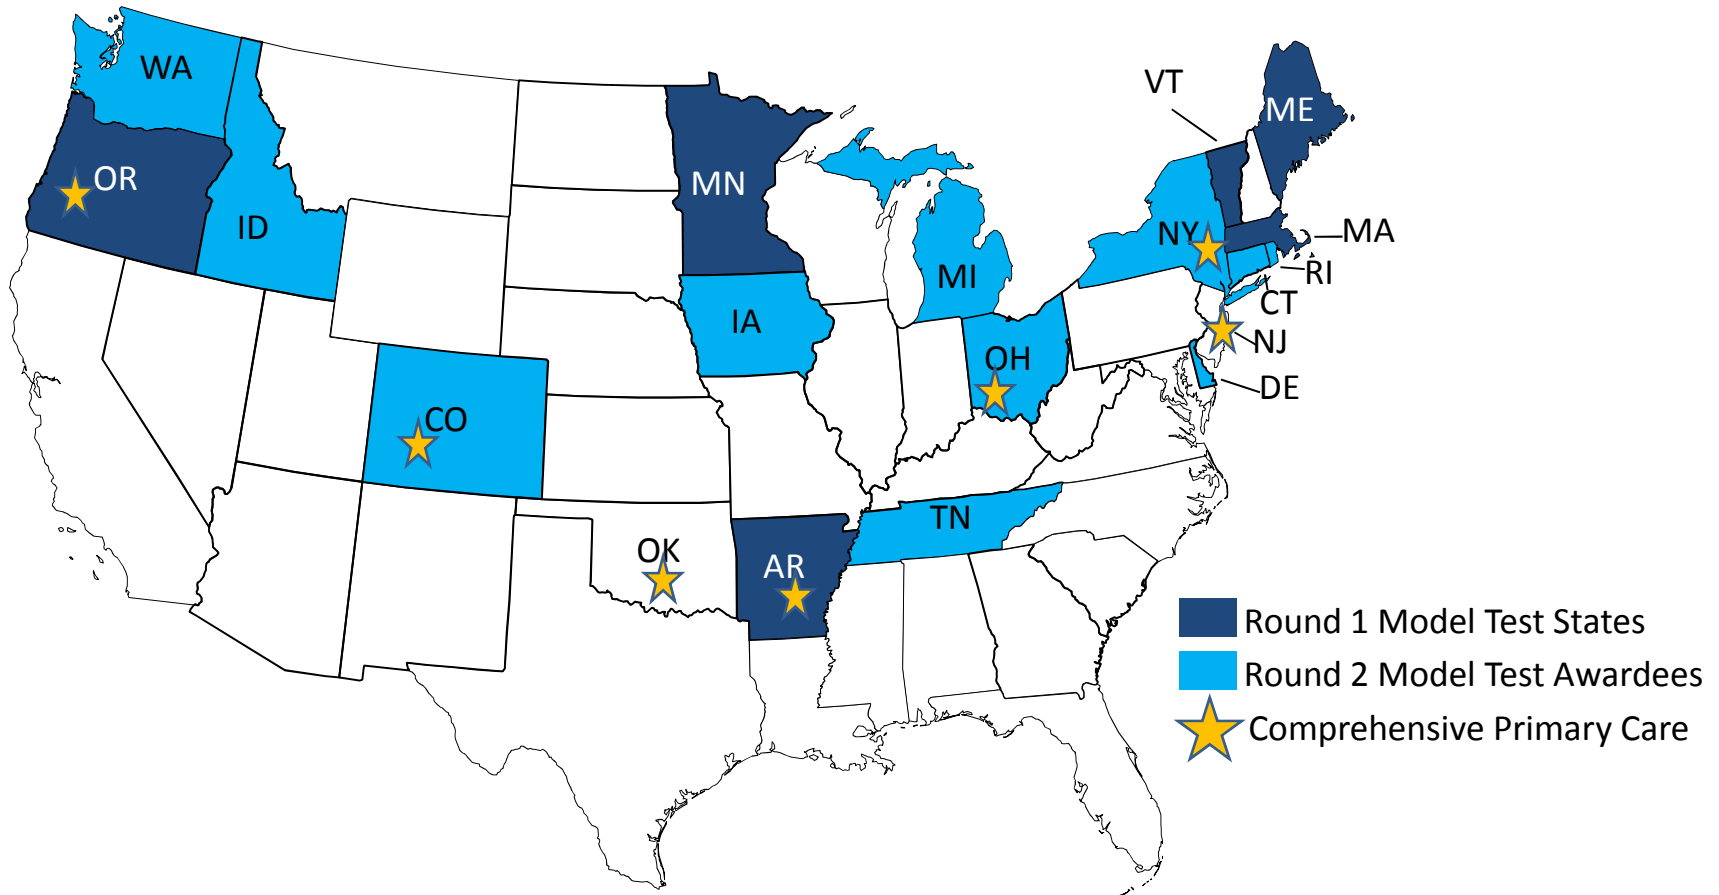 WA
VT
ME
OR
MN
ID
NY
MA
MI
RI
CT
IA
NJ
OH
DE
CO
TN
OK
AR
Round 1 Model Test States
Round 2 Model Test Awardees
Comprehensive Primary Care